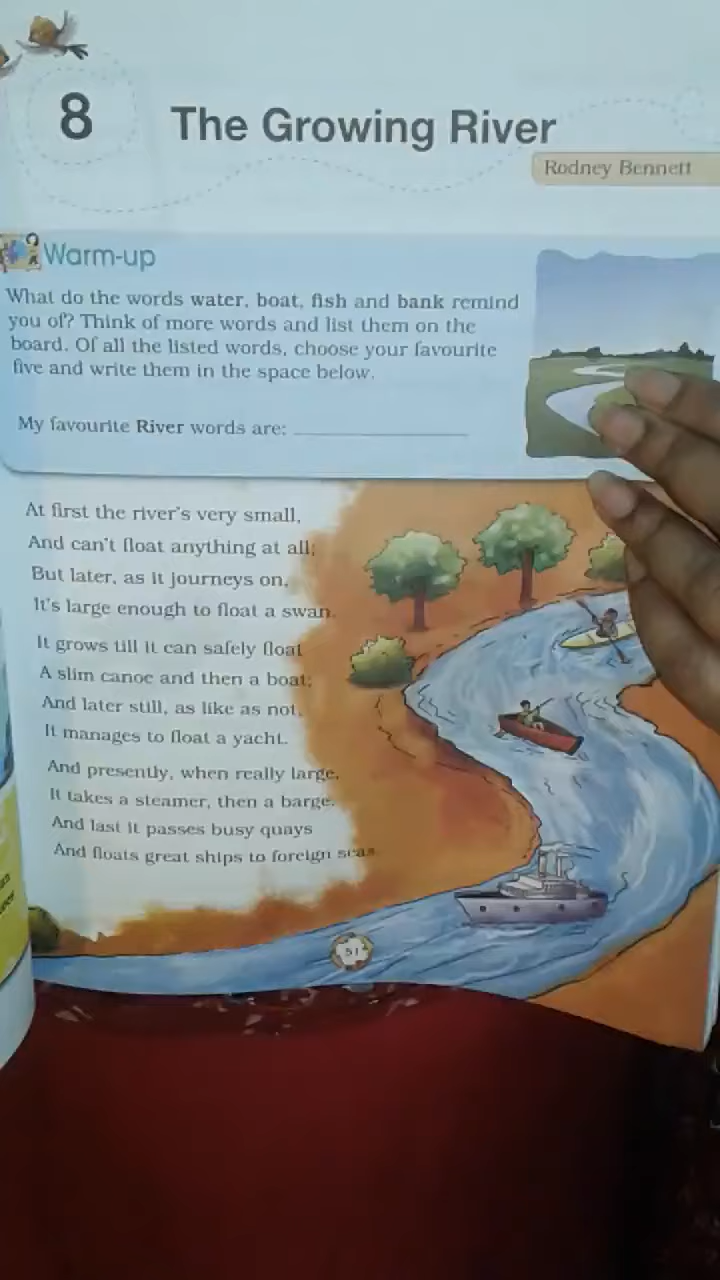 8 The Growing River
Rodney Bennett
Warm-up
What do the words water, boat, fish and bank remind
you of? Think of more words and list them on the
board. Of all the listed words, choose your favourite
five and write them in the space below.
My favourite River words are:
At first the river's very small,
And can't float anything at all;
But later, as it journeys on,
It's large enough to float a swan.
It grows till it can safely float
A slim canoe and then a boat;
And later still, as like as not,
It manages to float a yacht.
And presently, when really large,
It takes a steamer, then a barge.
And last it passes busy quays
And floats great ships to foreign seas.
51